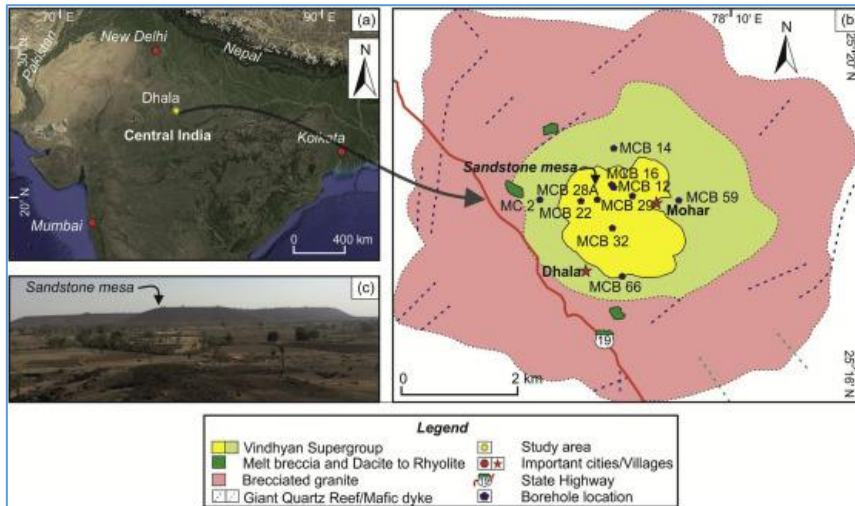 80° E
90° E
(a)
New Delhi
Nepal
N
Pakistan
30° N
Dhala
Central India
Kolkata
20° N
Mumbai
0
400 km
(c)
Sandstone mesa
78° 10' E
(b)
N
25° 20' N
MCB 14
Sandstone mesa
MCB 16
MCB 12
MCB 28A
MCB 59
MC 2
MCB 22
MCB 29
Mohar
MCB 32
Dhala
MCB 66
19
0
2 km
25° 16' N
Legend
Vindhyan Supergroup
Study area
Melt breccia and Dacite to Rhyolite
Important cities/Villages
Brecciated granite
19
State Highway
Giant Quartz Reef/Mafic dyke
Borehole location